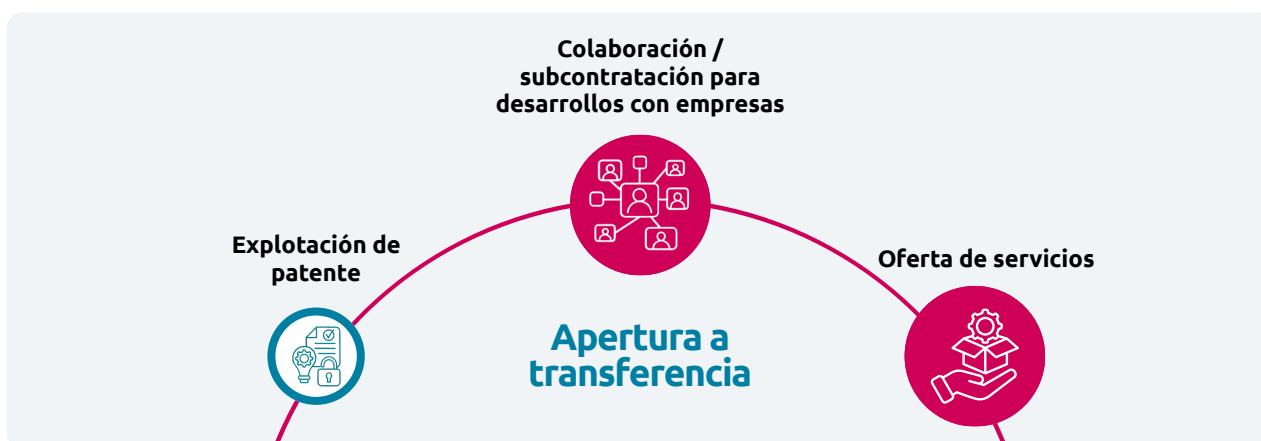 Colaboración /
subcontratación para
desarrollos con empresas
Explotación de
patente
Oferta de servicios
Apertura a
transferencia